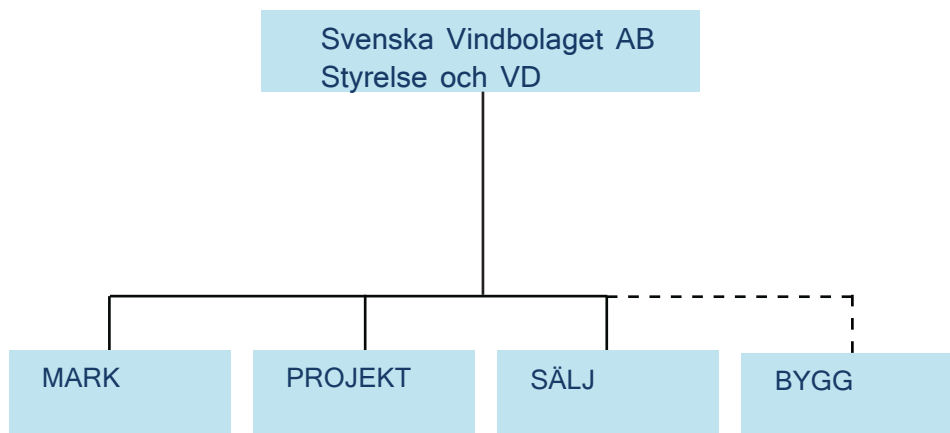 Svenska Vindbolaget AB
Styrelse och VD
MARK
PROJEKT
SÄLJ
BYGG